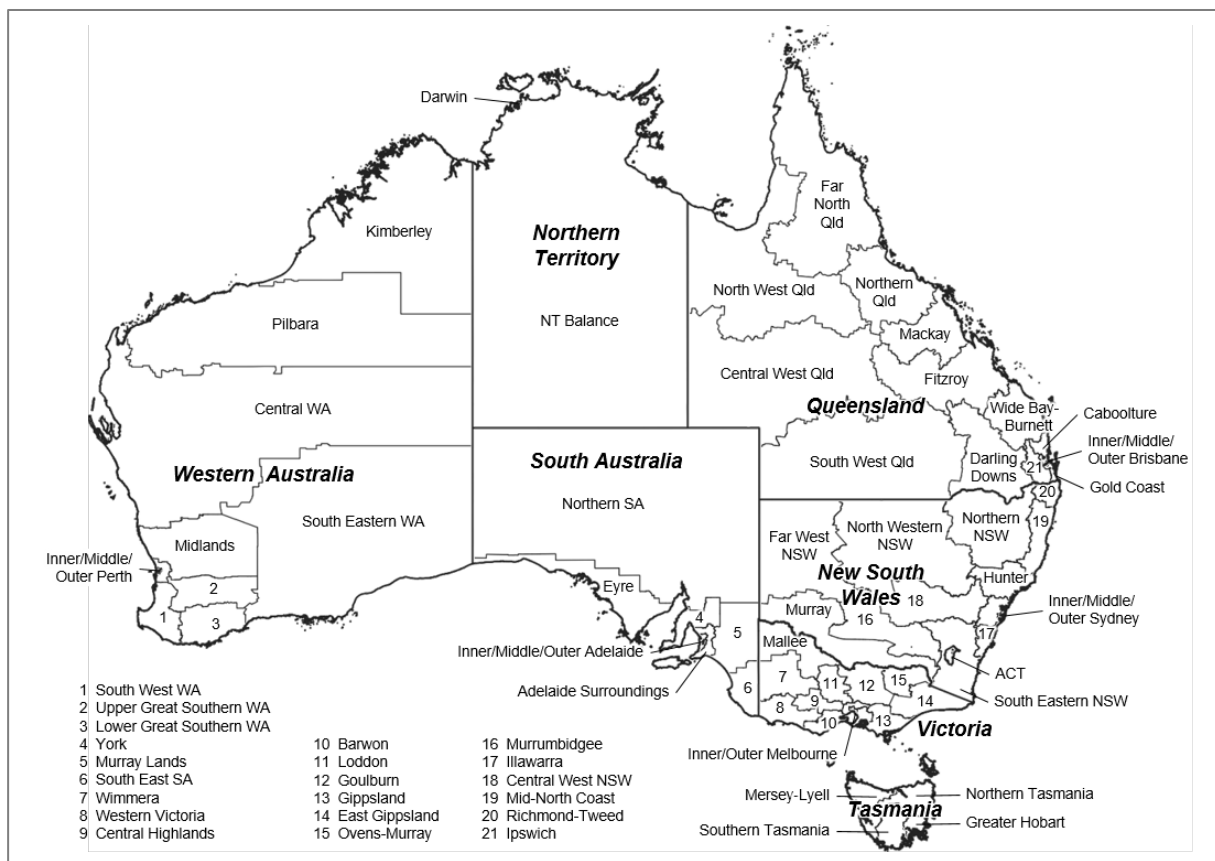 Darwin
Kimberley
Northern
Territory
Far
North
Qld
North West Qld
Northern
Qld
Pilbara
NT Balance
Mackay
Central West Qld
Fitzroy
Central WA
Queensland
Wide Bay-
Burnett
Caboolture
Inner/Middle/
Outer Brisbane
Western Australia
South Australia
South West Qld
Darling
Downs
21
Gold Coast
20
Northern SA
South Eastern WA
19
Midlands
Far West
NSW
North Western
NSW
Northern
NSW
Inner/Middle/
Outer Perth
2
Eyre
New South
Wales
Hunter
18
1
3
4
Murray
16
Inner/Middle/
Outer Sydney
5
17
Mallee
Inner/Middle/Outer Adelaide
ACT
Adelaide Surroundings
6
7
11
12
15
14
South Eastern NSW
8
9
10
13
Victoria
Inner/Outer Melbourne
Mersey-Lyell
Northern Tasmania
Tasmania
Southern Tasmania
Greater Hobart
1 South West WA
2 Upper Great Southern WA
3 Lower Great Southern WA
4 York
5 Murray Lands
6 South East SA
7 Wimmera
8 Western Victoria
9 Central Highlands
10 Barwon
11 Loddon
12 Goulburn
13 Gippsland
14 East Gippsland
15 Ovens-Murray
16 Murrumbidgee
17 Illawarra
18 Central West NSW
19 Mid-North Coast
20 Richmond-Tweed
21 Ipswich